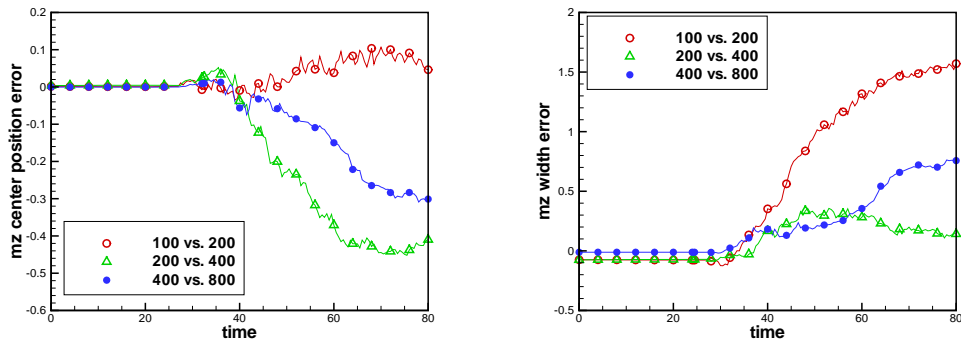 mz center position error
0.2
0.1
0
-0.1
-0.2
-0.3
-0.4
-0.5
-0.6
100 vs. 200
200 vs. 400
400 vs. 800
0 20 40 60 80
time
mz width error
2
1.5
1
0.5
0
-0.5
100 vs. 200
200 vs. 400
400 vs. 800
0 20 40 60 80
time